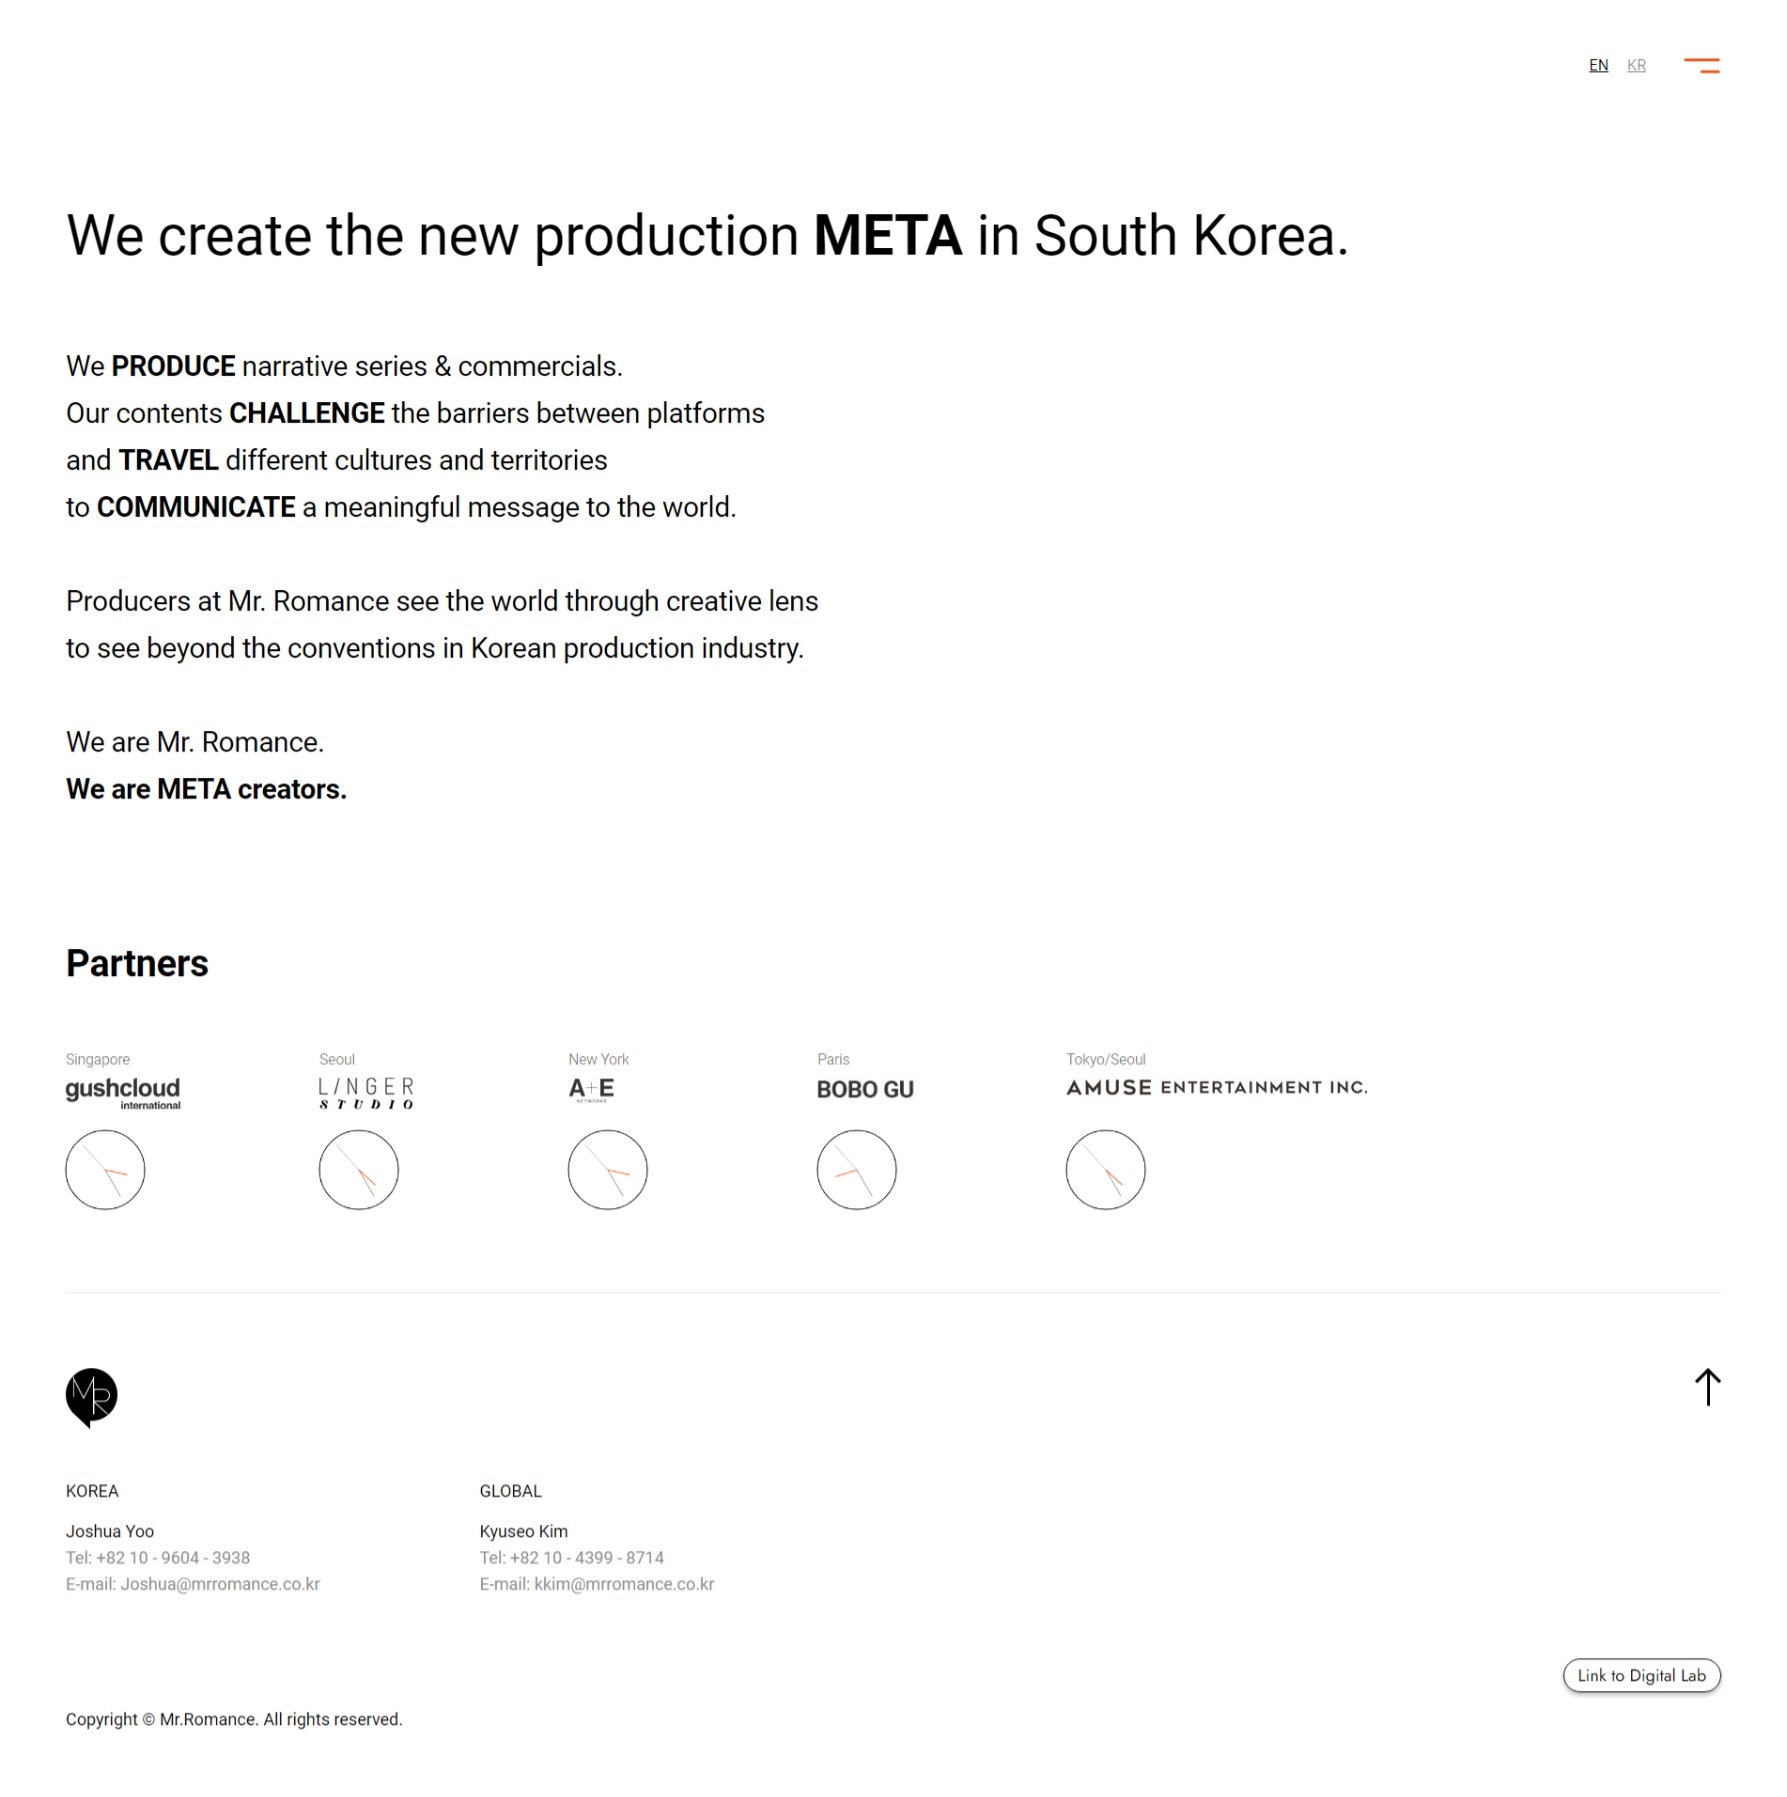 EN KR
We create the new production META in South Korea.
We PRODUCE narrative series & commercials.
Our contents CHALLENGE the barriers between platforms
and TRAVEL different cultures and territories
to COMMUNICATE a meaningful message to the world.
Producers at Mr. Romance see the world through creative lens
to see beyond the conventions in Korean production industry.
We are Mr. Romance.
We are META creators.
Partners
Singapore
gushcloud
international
Seoul
L/NGER
STUDIO
New York
A+E
NETWORKS
Paris
BOBO GU
Tokyo/Seoul
AMUSE ENTERTAINMENT INC.
MR
KOREA
Joshua Yoo
Tel: +82 10 - 9604 - 3938
E-mail: Joshua@mrromance.co.kr
GLOBAL
Kyuseo Kim
Tel: +82 10 - 4399 - 8714
E-mail: kkim@mrromance.co.kr
Link to Digital Lab
Copyright © Mr.Romance. All rights reserved.